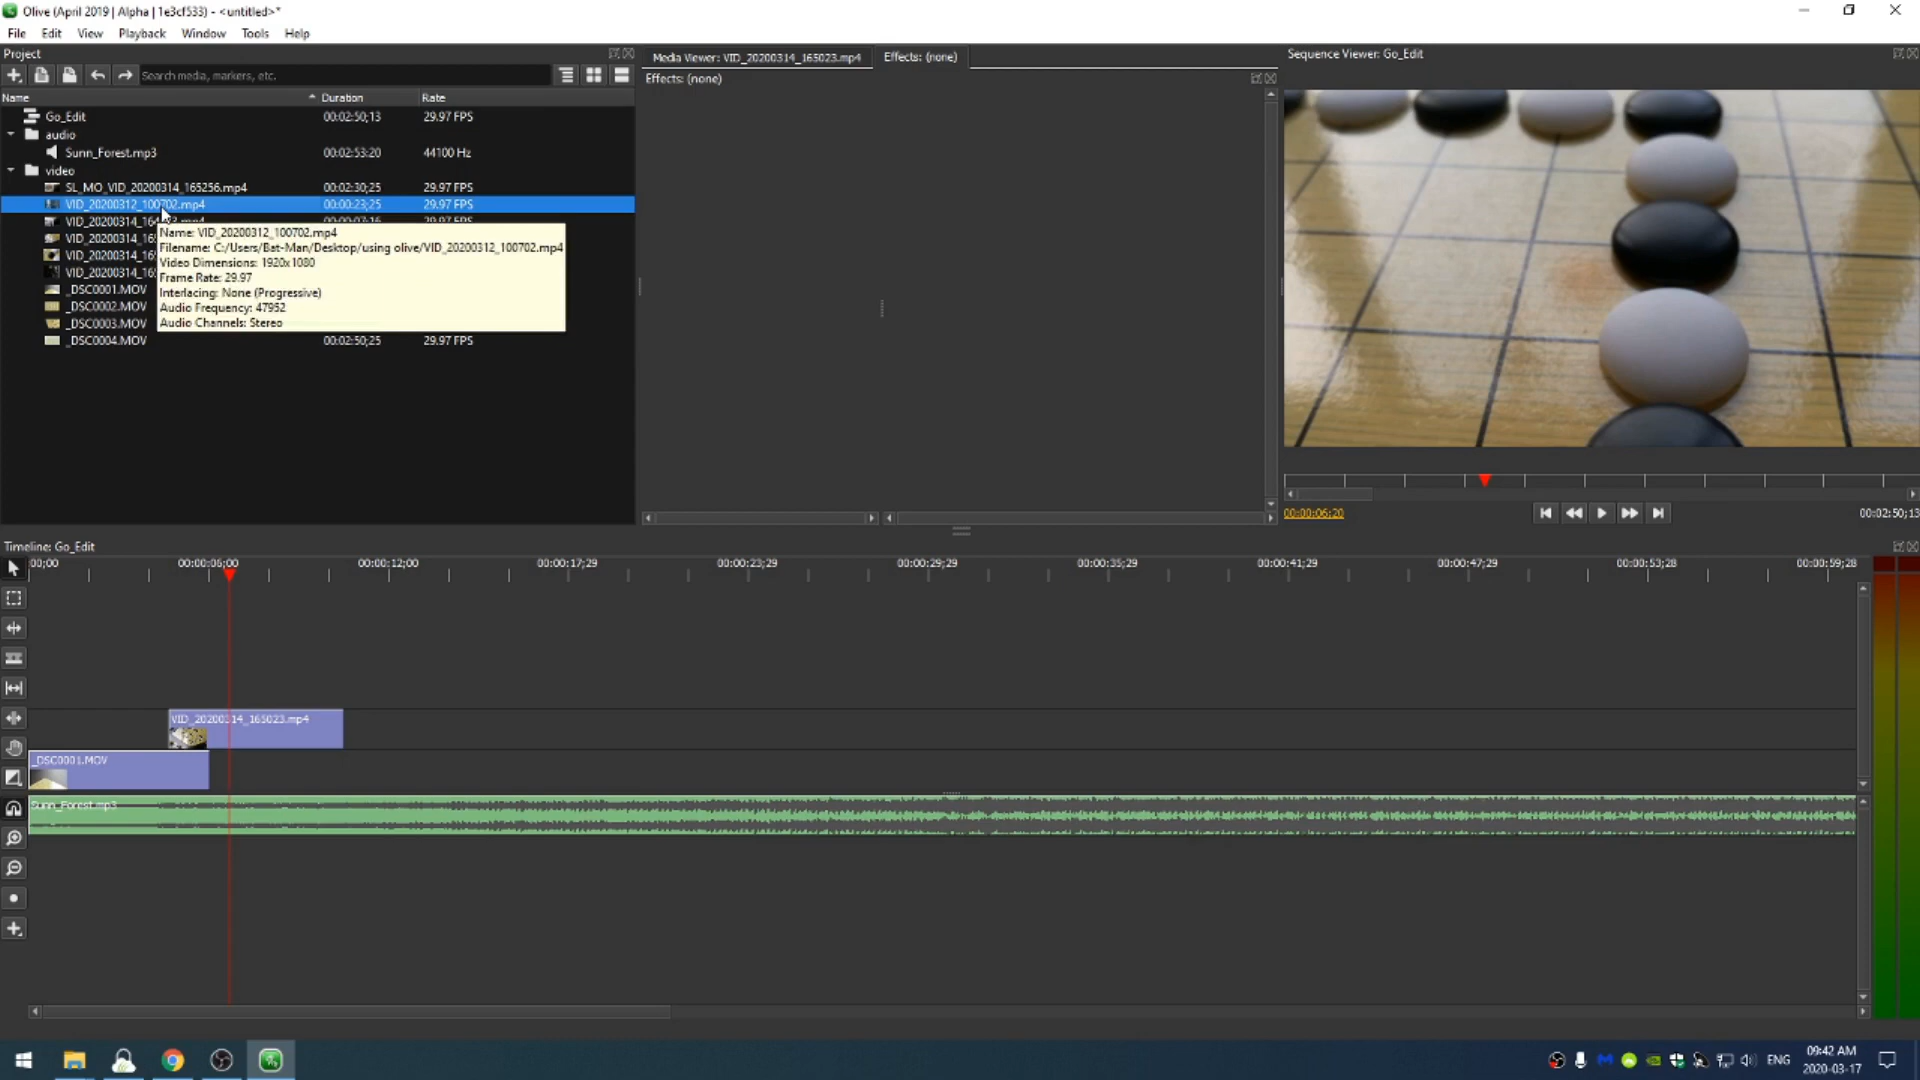 Olive (April 2019 | Alpha | 1e3cf533) - <untitled>*
File Edit View Playback Window Tools Help
Project
Search media, markers, etc.
Name Duration Rate
Go_Edit 00:02:50;13 29.97 FPS
audio
Sunn_Forest.mp3 00:02:53:20 44100 Hz
video
SL_MO_VID_20200314_165256.mp4 00:02:30;25 29.97 FPS
VID_20200312_100702.mp4 00:00:23;25 29.97 FPS
VID_20200314_16
VID_20200314_16
VID_20200314_16
VID_20200314_16
_DSC0001.MOV
_DSC0002.MOV
_DSC0003.MOV
_DSC0004.MOV 00:02:50;25 29.97 FPS
Name: VID_20200312_100702.mp4
Filename: C:/Users/Bat-Man/Desktop/using olive/VID_20200312_100702.mp4
Video Dimensions: 1920x1080
Frame Rate: 29.97
Interlacing: None (Progressive)
Audio Frequency: 47952
Audio Channels: Stereo
Media Viewer: VID_20200314_165023.mp4 Effects: (none)
Effects: (none)
Sequence Viewer: Go_Edit
00:00:06;20 00:02:50;13
Timeline: Go_Edit
00;00 00:00:06;00 00:00:12;00 00:00:17;29 00:00:23;29 00:00:29;29 00:00:35;29 00:00:41;29 00:00:47;29 00:00:53;28 00:00:59;28
VID_20200314_165023.mp4
_DSC0001.MOV
Sunn_Forest.mp3
ENG 09:42 AM
2020-03-17